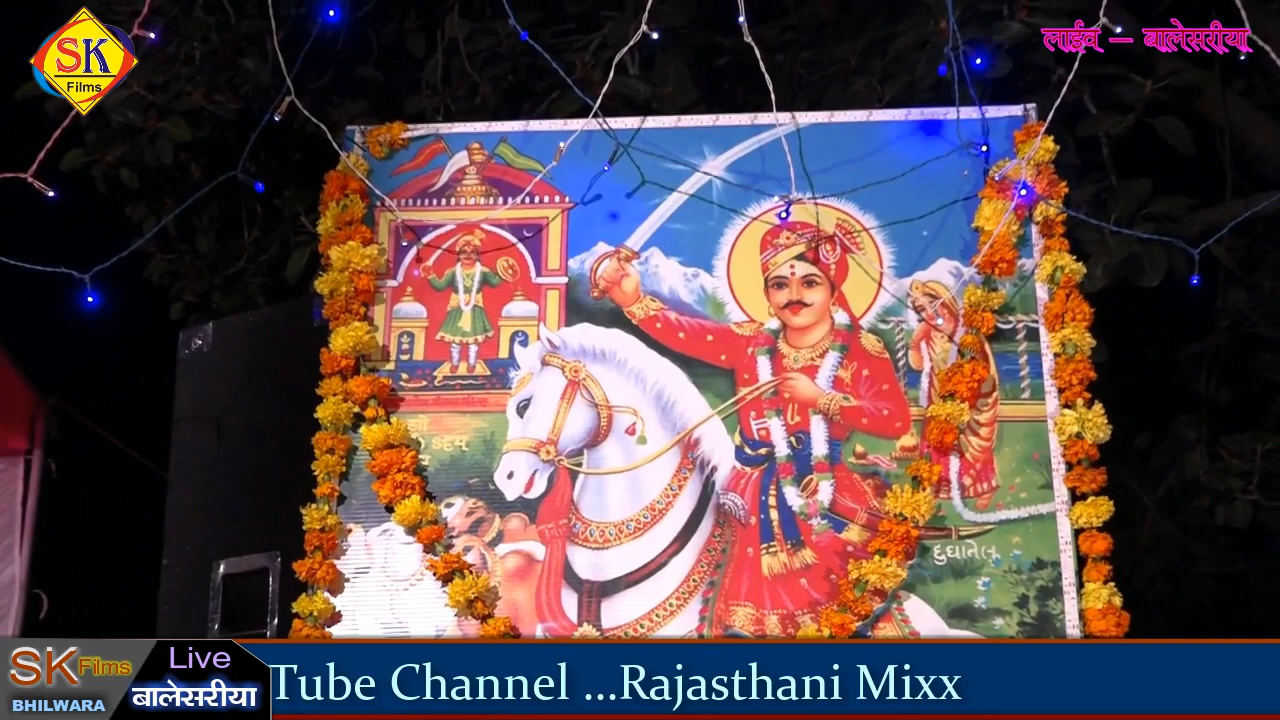 SK
Films
लाईव – बालेसरीया
દુધાતેલ
SK Films
BHILWARA
Live
बालेसरीया
Tube Channel ...Rajasthani Mixx